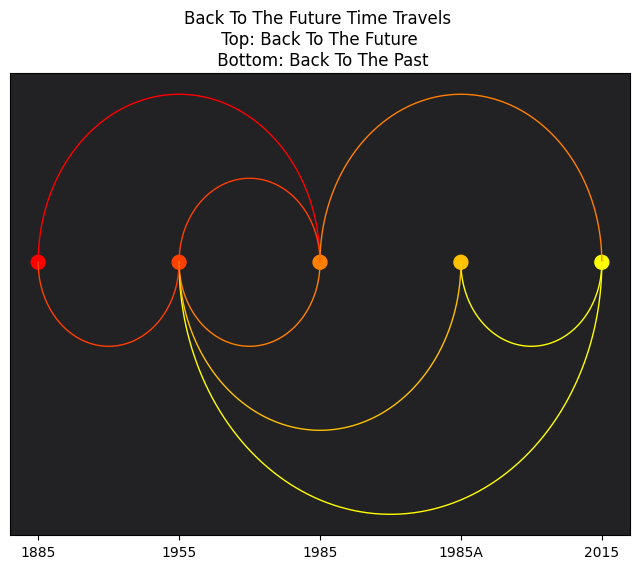 Back To The Future Time Travels
Top: Back To The Future
Bottom: Back To The Past
1885 1955 1985 1985A 2015